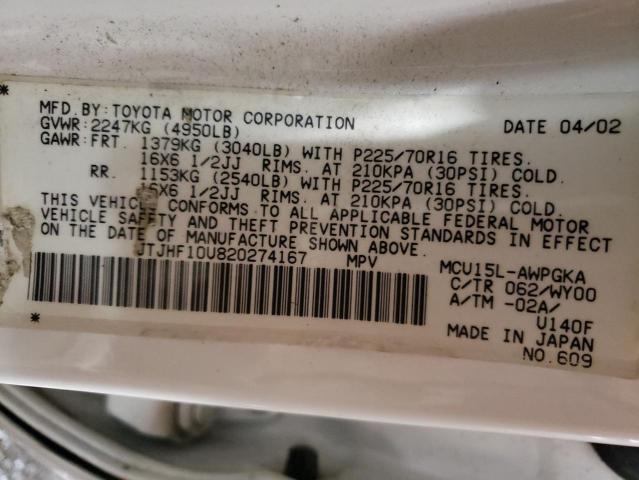 MFD.BY:TOYOTA MOTOR CORPORATION DATE 04/02
GVWR:2247KG (4950LB)
GAWR:FRT. 1379KG (3040LB) WITH P225/70R16 TIRES.
16X6 1/2JJ RIMS. AT 210KPA (30PSI) COLD.
RR. 1153KG (2540LB) WITH P225/70R16 TIRES.
16X6 1/2JJ RIMS. AT 210KPA (30PSI) COLD.
THIS VEHICLE CONFORMS TO ALL APPLICABLE FEDERAL MOTOR
VEHICLE SAFETY AND THEFT PREVENTION STANDARDS IN EFFECT
ON THE DATE OF MANUFACTURE SHOWN ABOVE.
JTJHF10U820274167 MPV MCU15L-AWPGKA
C/TR 062/WY00
A/TM -02A/
U140F
MADE IN JAPAN
NO.609